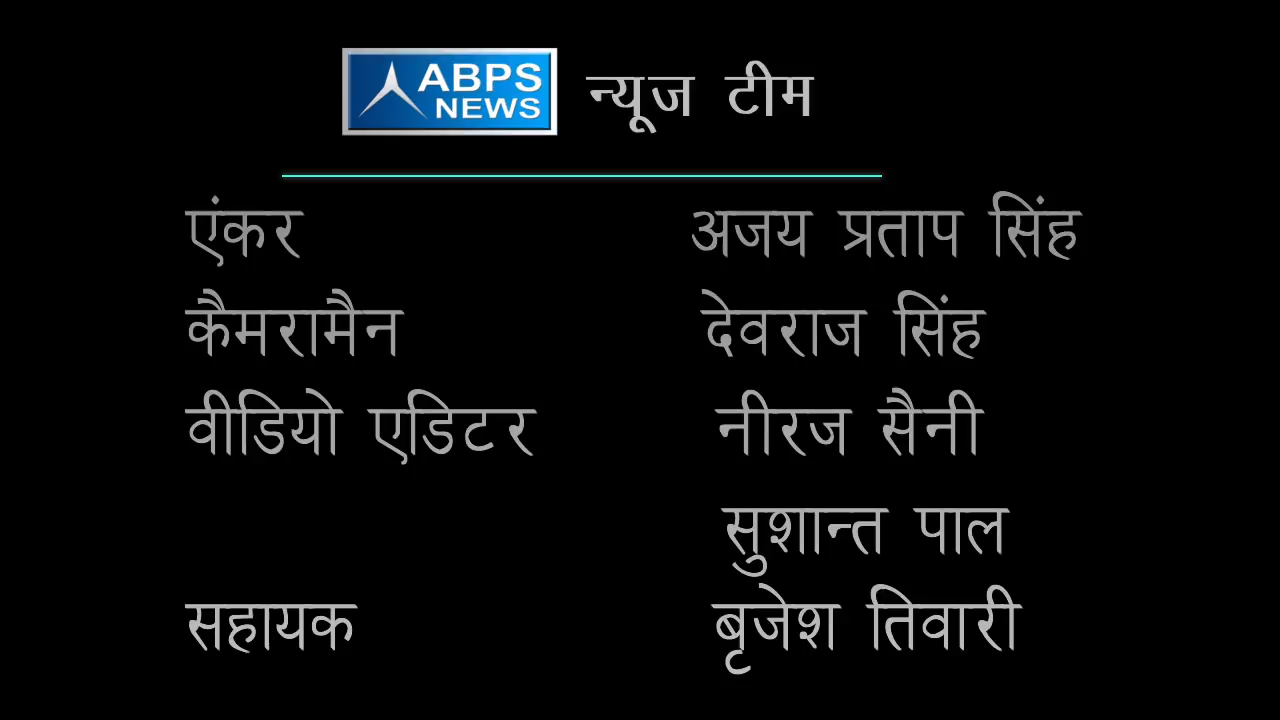 ABPS NEWS न्यूज टीम
एंकर अजय प्रताप सिंह
कैमरामैन देवराज सिंह
वीडियो एडिटर नीरज सैनी
सुशान्त पाल
सहायक बृजेश तिवारी